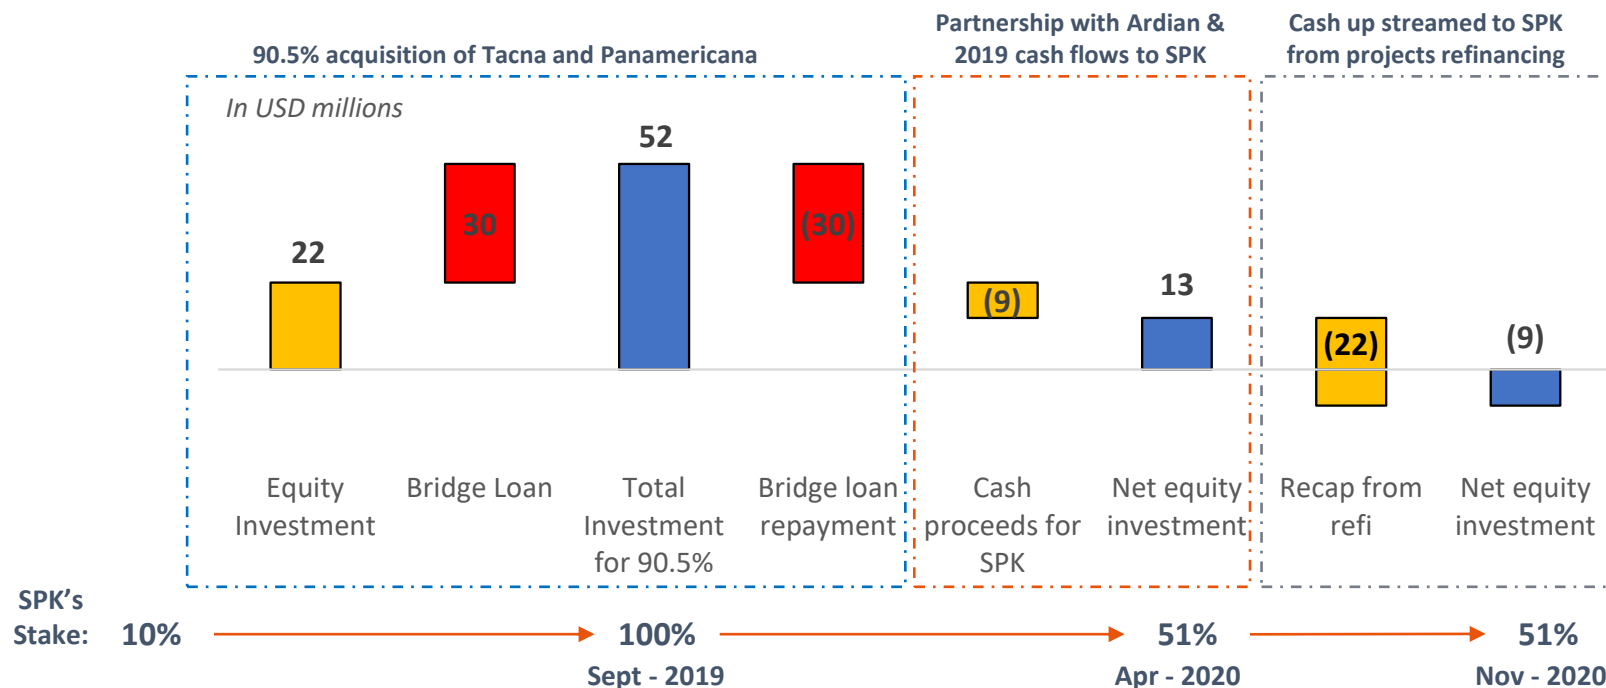 90.5% acquisition of Tacna and Panamericana
Partnership with Ardian &
2019 cash flows to SPK
Cash up streamed to SPK
from projects refinancing
In USD millions
22
30
52
(30)
(9)
13
(22)
(9)
Equity
Investment
Bridge Loan
Total
Investment
for 90.5%
Bridge loan
repayment
Cash
proceeds for
SPK
Net equity
investment
Recap from
refi
Net equity
investment
SPK's
Stake:
10%
100%
51%
51%
Sept - 2019
Apr - 2020
Nov - 2020